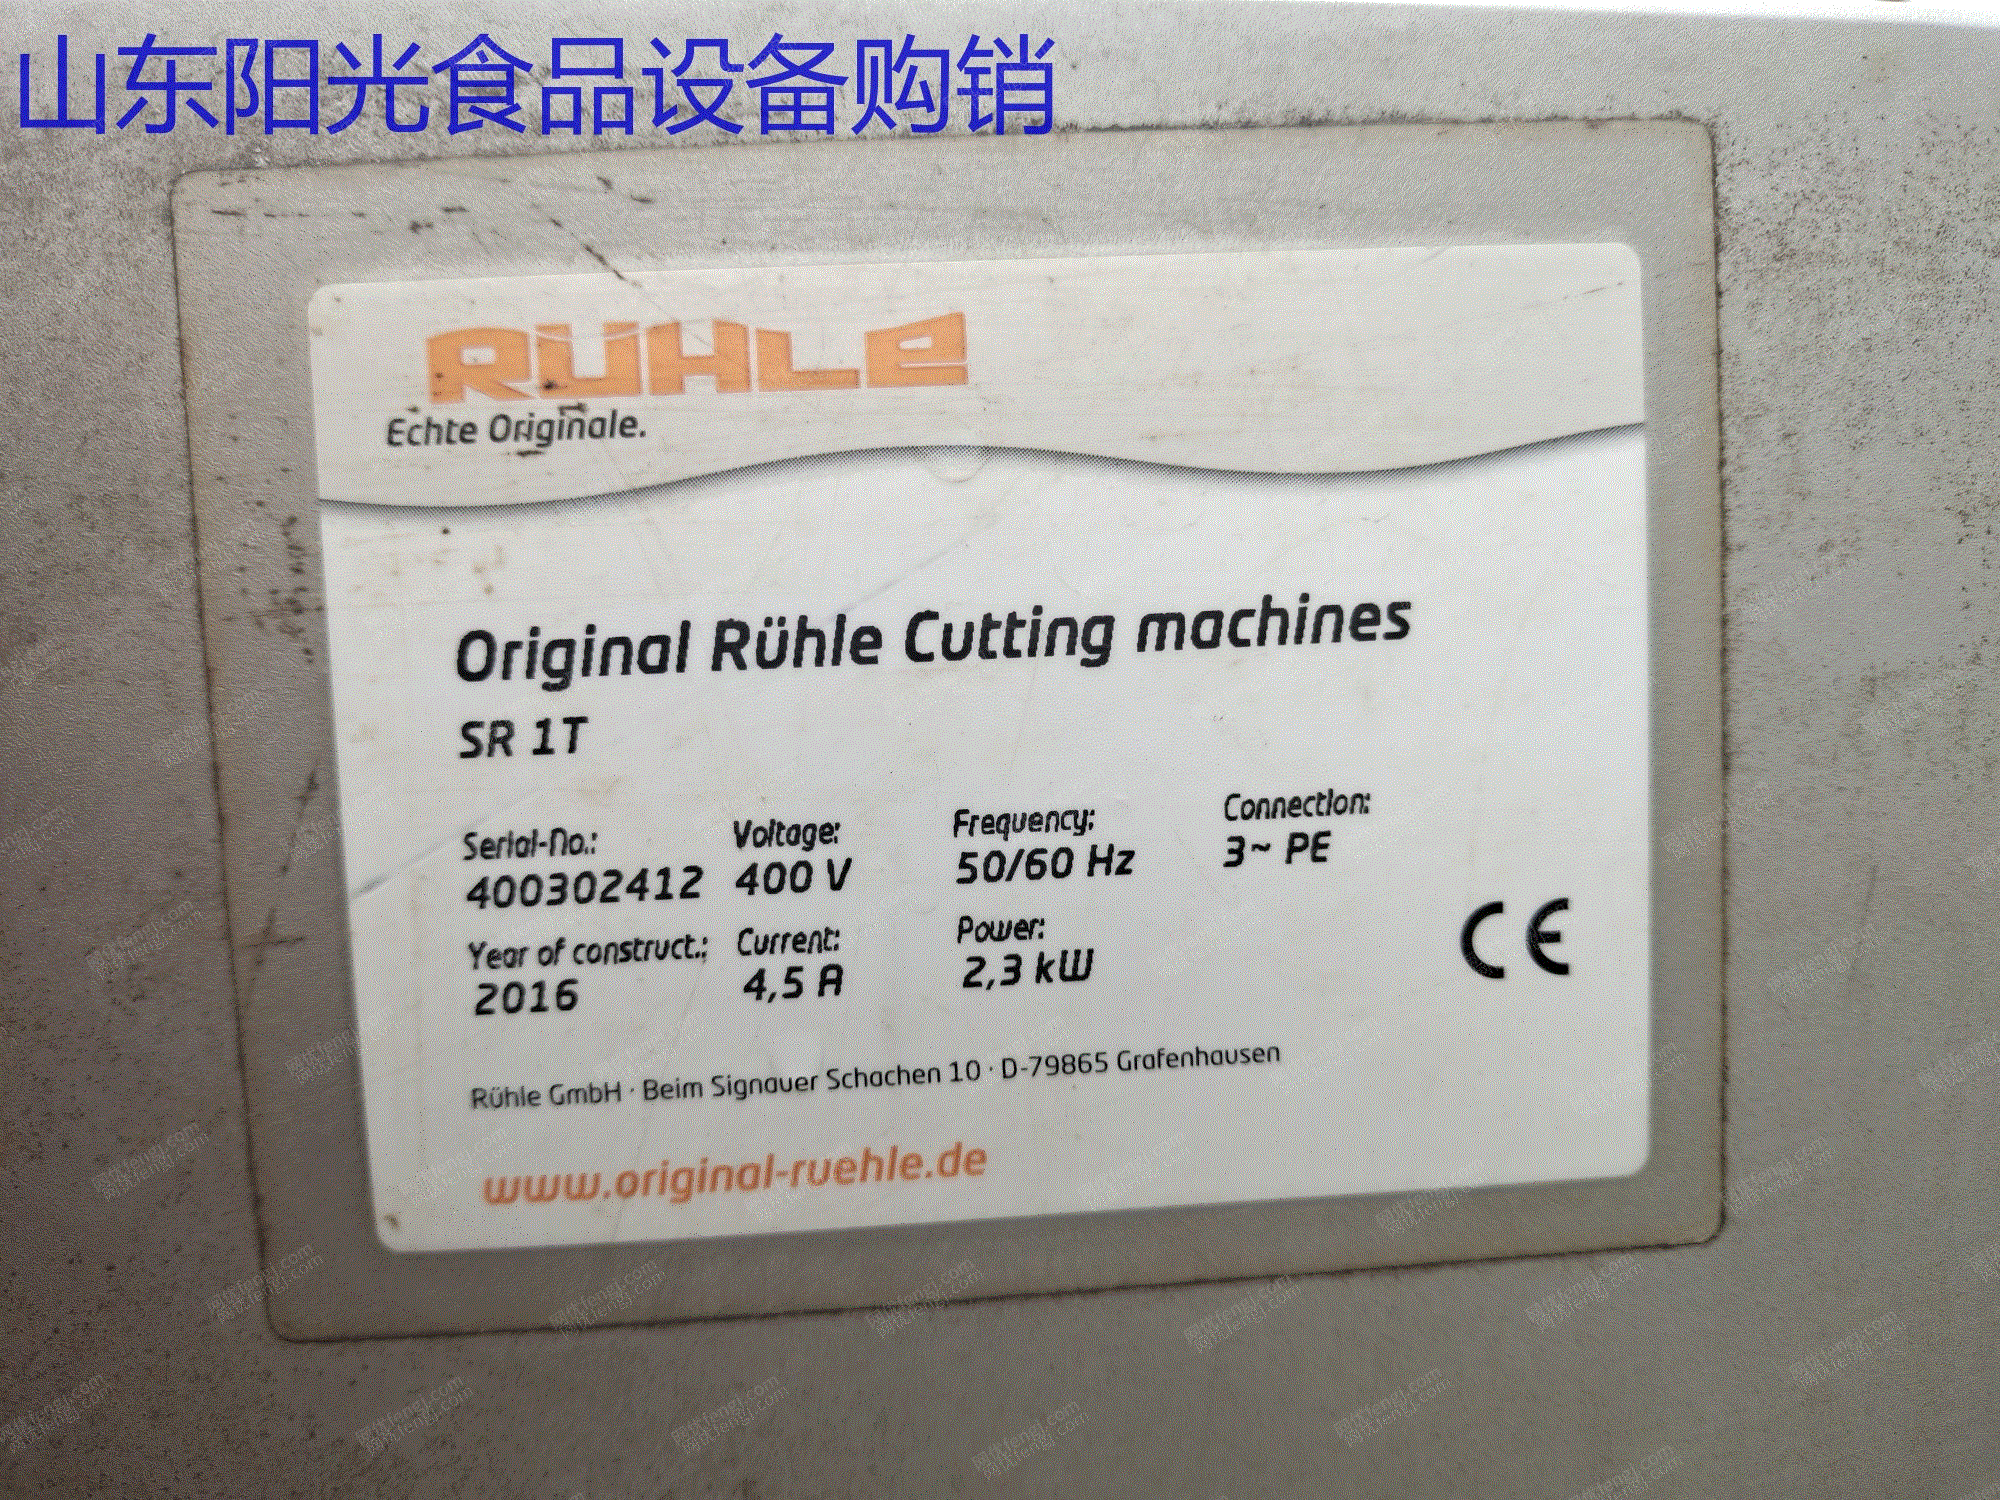 山东阳光食品设备购销
RÜHLE
Echte Originale.
Original Rühle Cutting machines
SR 1T
Serial-No.: Voltage: Frequency: Connection:
400302412 400 V 50/60 Hz 3~ PE
Year of construct.: Current: Power:
2016 4,5 A 2,3 kW
CE
Rühle GmbH · Beim Signauer Schachen 10 · D-79865 Grafenhausen
www.original-ruehle.de